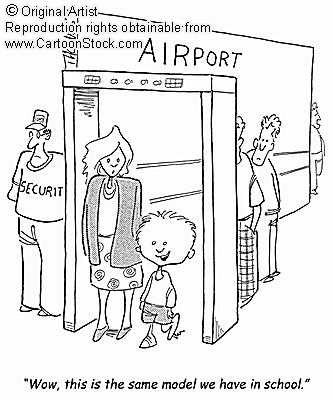 © Original Artist
Reproduction rights obtainable from
www.CartoonStock.com
AIRPORT
SECURIT
"Wow, this is the same model we have in school."